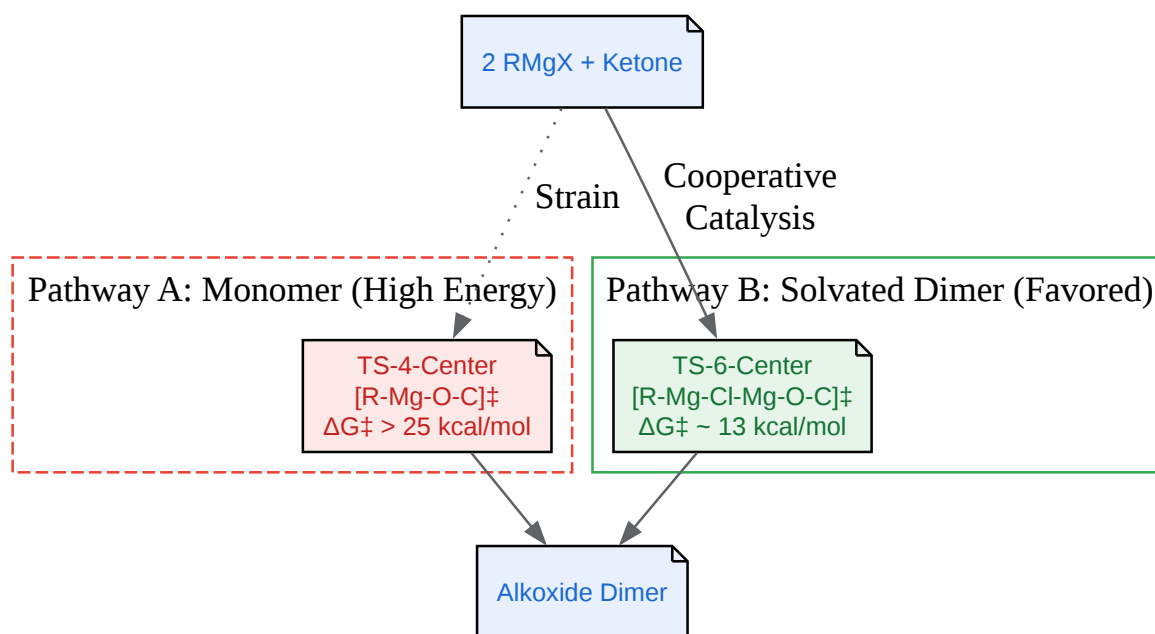 2 RMgX + Ketone
Strain
Cooperative
Catalysis
Pathway A: Monomer (High Energy)
Pathway B: Solvated Dimer (Favored)
TS-4-Center
[R-Mg-O-C]‡
ΔG‡ > 25 kcal/mol
TS-6-Center
[R-Mg-Cl-Mg-O-C]‡
ΔG‡ ~ 13 kcal/mol
Alkoxide Dimer